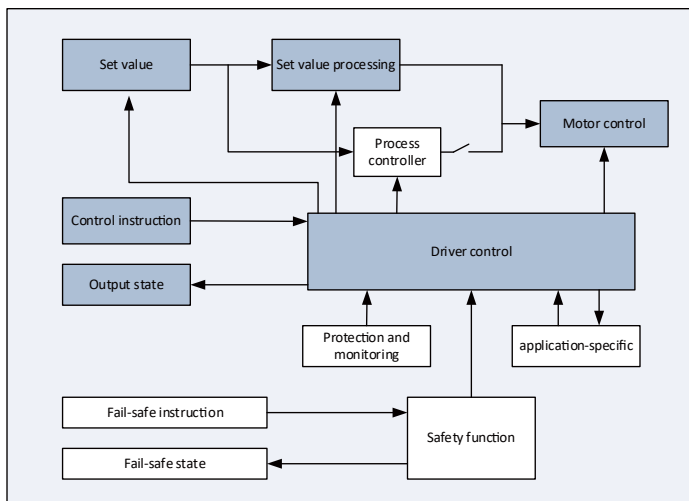 Set value
Set value processing
Motor control
Process
controller
Control instruction
Driver control
Output state
Protection and
monitoring
application-specific
Fail-safe instruction
Safety function
Fail-safe state